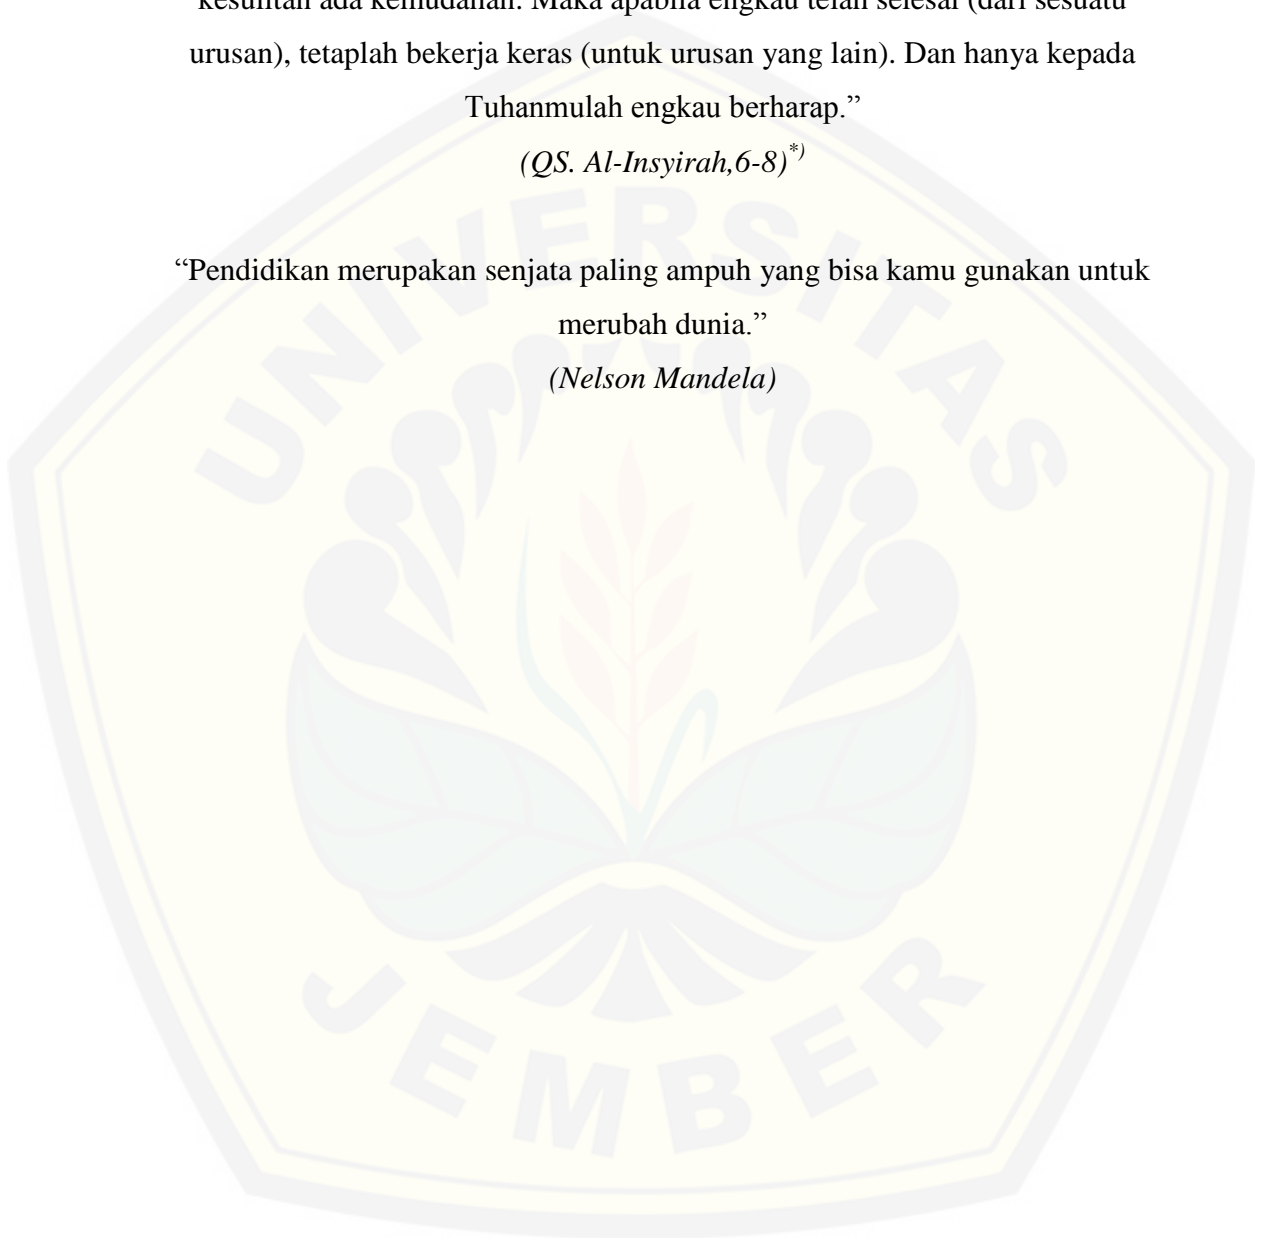 kesulitan ada kemudahan. Maka apabila engkau telah selesai (dari sesuatu
urusan), tetaplah bekerja keras (untuk urusan yang lain). Dan hanya kepada
Tuhanmulah engkau berharap.”
(QS. Al-Insyirah,6-8)*)
“Pendidikan merupakan senjata paling ampuh yang bisa kamu gunakan untuk
merubah dunia.”
(Nelson Mandela)
UNIVERSITAS
JEMBER